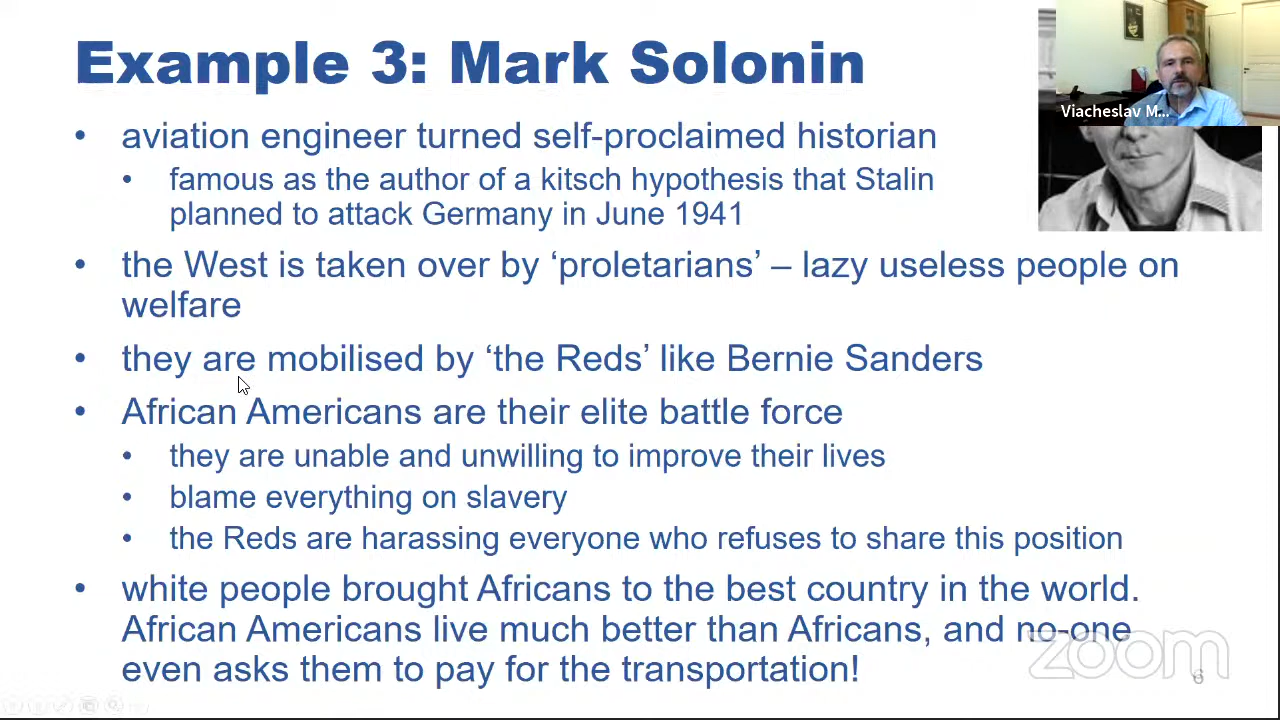 Example 3: Mark Solonin
Viacheslav M...
• aviation engineer turned self-proclaimed historian
• famous as the author of a kitsch hypothesis that Stalin
planned to attack Germany in June 1941
• the West is taken over by ‘proletarians’ – lazy useless people on
welfare
• they are mobilised by ‘the Reds’ like Bernie Sanders
• African Americans are their elite battle force
• they are unable and unwilling to improve their lives
• blame everything on slavery
• the Reds are harassing everyone who refuses to share this position
• white people brought Africans to the best country in the world.
African Americans live much better than Africans, and no-one
even asks them to pay for the transportation!
zoom
6